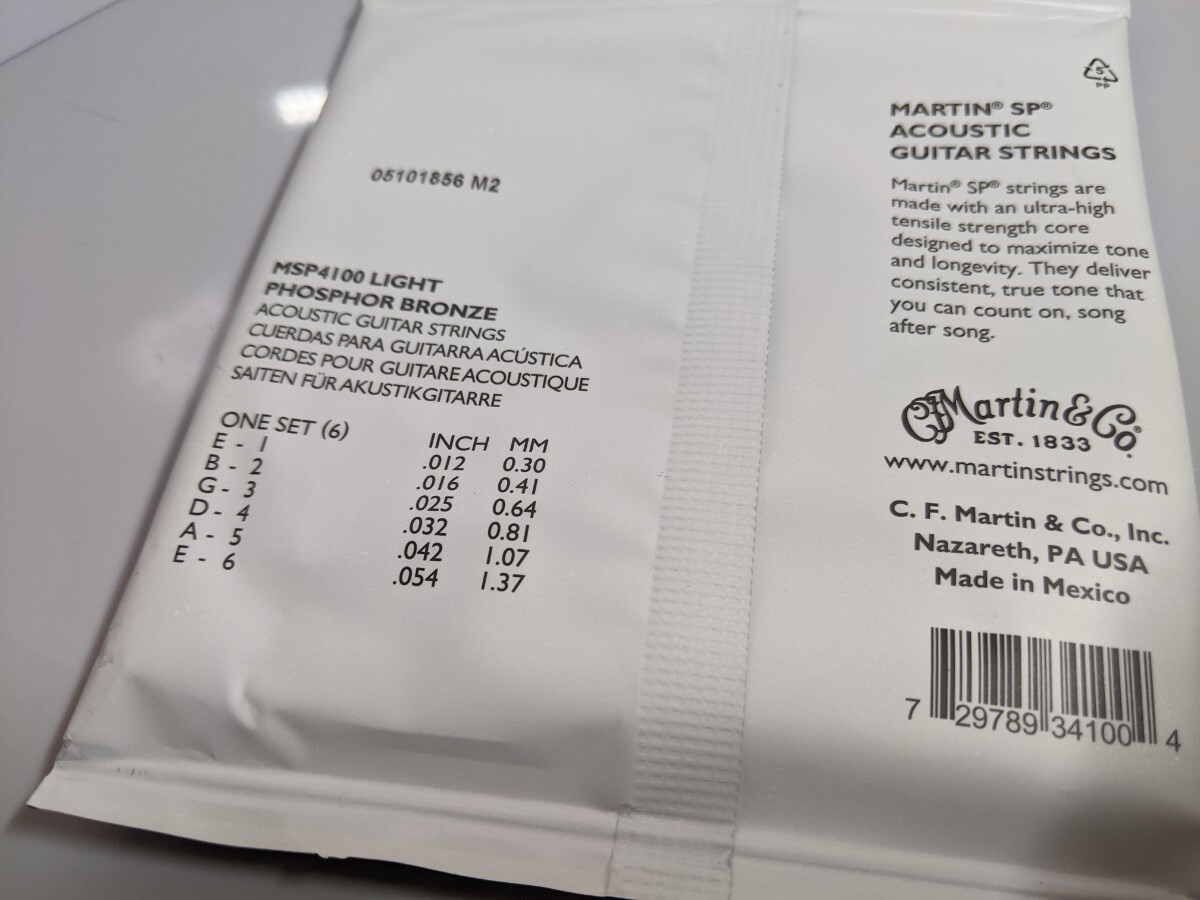 05101856 M2
MSP4100 LIGHT
PHOSPHOR BRONZE
ACOUSTIC GUITAR STRINGS
CUERDAS PARA GUITARRA ACÚSTICA
CORDES POUR GUITARE ACOUSTIQUE
SAITEN FÜR AKUSTIKGITARRE
ONE SET (6) INCH MM
E - 1 .012 0.30
B - 2 .016 0.41
G - 3 .025 0.64
D - 4 .032 0.81
A - 5 .042 1.07
E - 6 .054 1.37
5
PP
MARTIN® SP®
ACOUSTIC
GUITAR STRINGS
Martin® SP® strings are
made with an ultra-high
tensile strength core
designed to maximize tone
and longevity. They deliver
consistent, true tone that
you can count on, song
after song.
CF Martin & Co.®
EST. 1833
www.martinstrings.com
C. F. Martin & Co., Inc.
Nazareth, PA USA
Made in Mexico
7 29789 34100 4